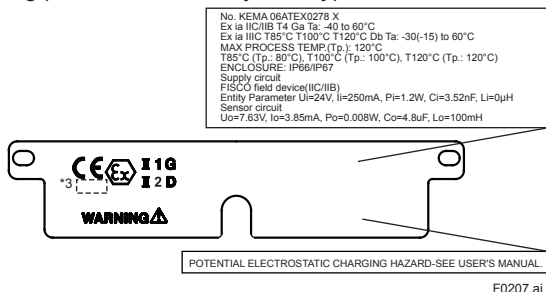 No. KEMA 06ATEX0278 X
Ex ia IIC/IIB T4 Ga Ta: -40 to 60°C
Ex ia IIIC T85°C T100°C T120°C Db Ta: -30(-15) to 60°C
MAX PROCESS TEMP.(Tp.): 120°C
T85°C (Tp.: 80°C), T100°C (Tp.: 100°C), T120°C (Tp.: 120°C)
ENCLOSURE: IP66/IP67
Supply circuit
FISCO field device(IIC/IIB)
Entity Parameter Ui=24V, Ii=250mA, Pi=1.2W, Ci=3.52nF, Li=0μH
Sensor circuit
Uo=7.63V, Io=3.85mA, Po=0.008W, Co=4.8uF, Lo=100mH
CE Ex II 1 G
*3 II 2 D
WARNING
POTENTIAL ELECTROSTATIC CHARGING HAZARD-SEE USER'S MANUAL.
F0207.ai